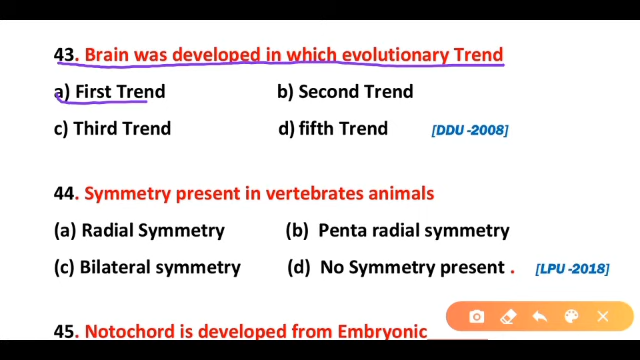 43. Brain was developed in which evolutionary Trend
a) First Trend b) Second Trend
c) Third Trend d) fifth Trend [DDU -2008]
44. Symmetry present in vertebrates animals
(a) Radial Symmetry (b) Penta radial symmetry
(c) Bilateral symmetry (d) No Symmetry present . [LPU -2018]
45. Notochord is developed from Embryonic